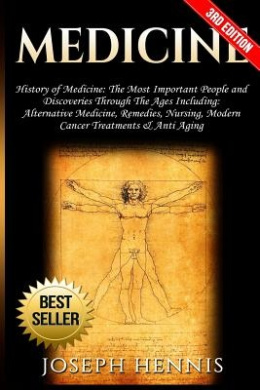 3RD EDITION
MEDICINE
History of Medicine: The Most Important People and
Discoveries Through The Ages Including:
Alternative Medicine, Remedies, Nursing, Modern
Cancer Treatments & Anti Aging
BEST
SELLER
JOSEPH HENNIS